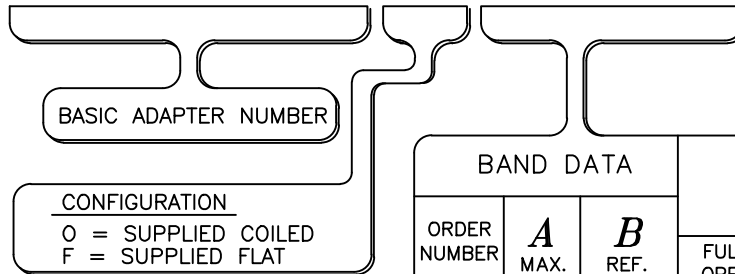 BASIC ADAPTER NUMBER
CONFIGURATION
O = SUPPLIED COILED
F = SUPPLIED FLAT
BAND DATA
ORDER NUMBER
A MAX.
B REF.